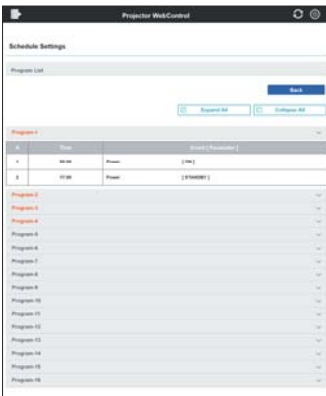 Projector WebControl
Schedule Settings
Program List
Back
Expand All
Collapse All
Program-1
# Time Event [ Parameter ]
1 08:00 Power [ ON ]
2 17:00 Power [ STANDBY ]
Program-2
Program-3
Program-4
Program-5
Program-6
Program-7
Program-8
Program-9
Program-10
Program-11
Program-12
Program-13
Program-14
Program-15
Program-16